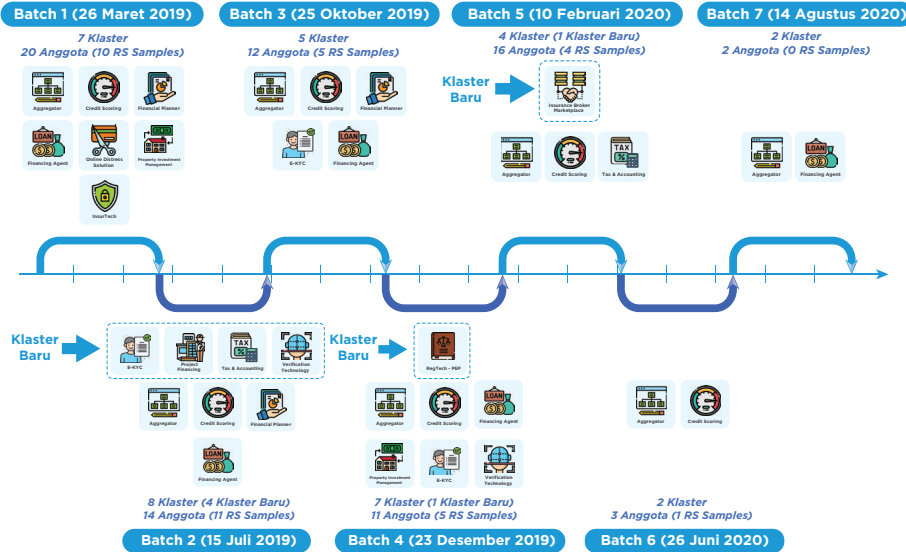 Batch 1 (26 Maret 2019)
7 Klaster
20 Anggota (10 RS Samples)
Aggregator
Credit Scoring
Financial Planner
LOAN
Financing Agent
Online Distress
Solution
Property Investment
Management
InsurTech
Batch 3 (25 Oktober 2019)
5 Klaster
12 Anggota (5 RS Samples)
Aggregator
Credit Scoring
Financial Planner
E-KYC
LOAN
Financing Agent
Batch 5 (10 Februari 2020)
4 Klaster (1 Klaster Baru)
16 Anggota (4 RS Samples)
Klaster
Baru
Insurance Broker
Marketplace
Aggregator
Credit Scoring
TAX
Tax & Accounting
Batch 7 (14 Agustus 2020)
2 Klaster
2 Anggota (0 RS Samples)
Aggregator
LOAN
Financing Agent
Klaster
Baru
E-KYC
Project
Financing
TAX
Tax & Accounting
Verification
Technology
Aggregator
Credit Scoring
Financial Planner
LOAN
Financing Agent
8 Klaster (4 Klaster Baru)
14 Anggota (11 RS Samples)
Batch 2 (15 Juli 2019)
Klaster
Baru
RegTech - PEP
Aggregator
Credit Scoring
LOAN
Financing Agent
Property Investment
Management
E-KYC
Verification
Technology
7 Klaster (1 Klaster Baru)
11 Anggota (5 RS Samples)
Batch 4 (23 Desember 2019)
Aggregator
Credit Scoring
2 Klaster
3 Anggota (1 RS Samples)
Batch 6 (26 Juni 2020)